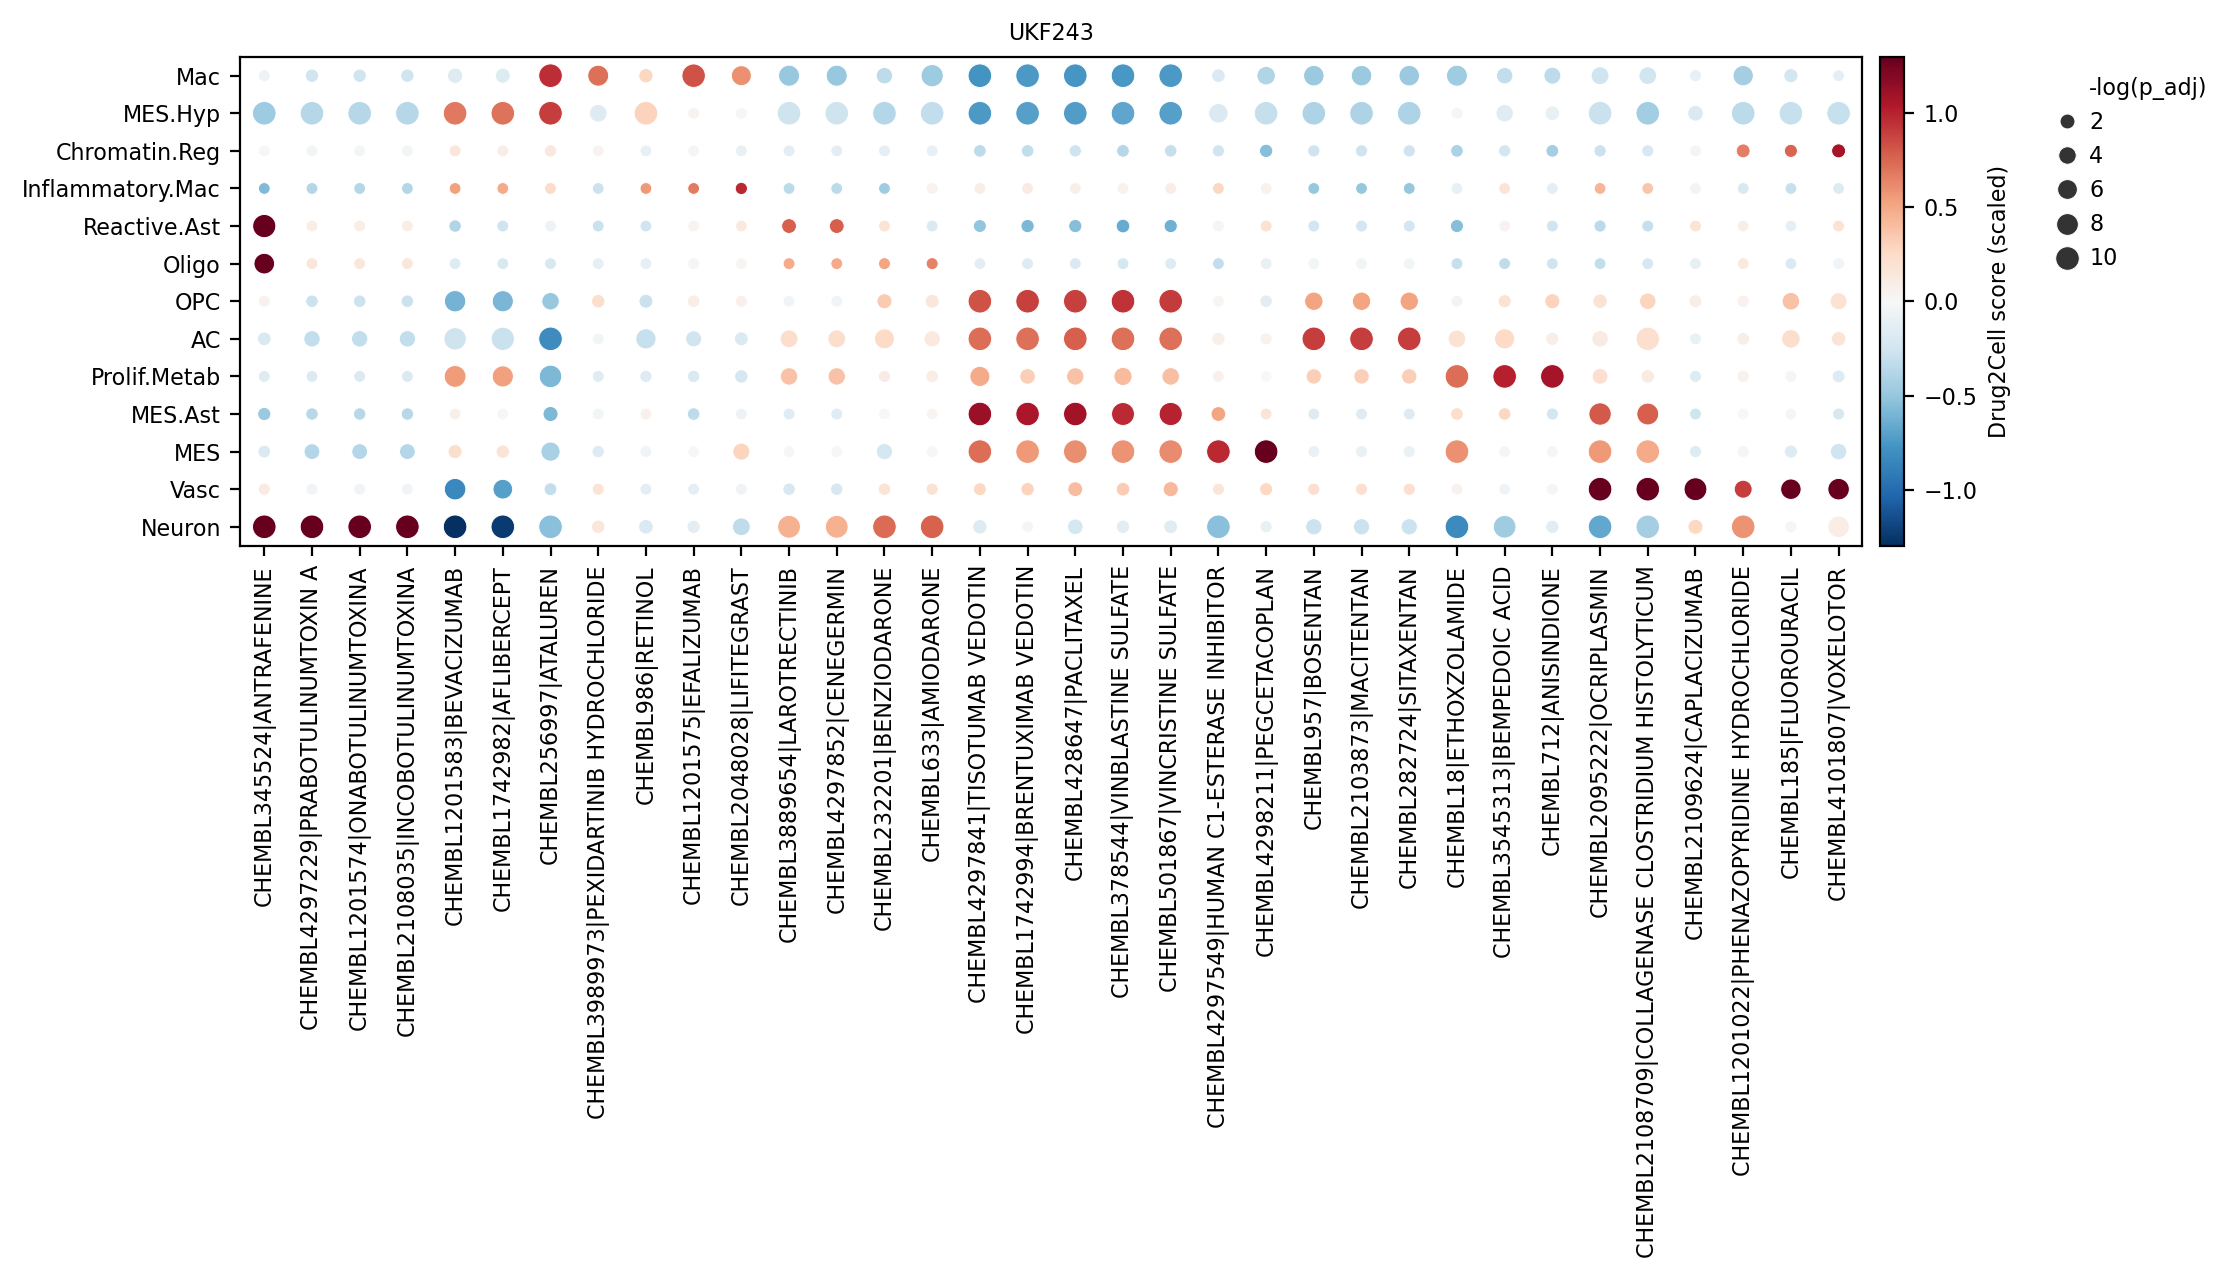 UKF243
Mac
MES.Hyp
Chromatin.Reg
Inflammatory.Mac
Reactive.Ast
Oligo
OPC
AC
Prolif.Metab
MES.Ast
MES
Vasc
Neuron
CHEMBL345524|ANTRAFENINE
CHEMBL4297229|PRABOTULINUMTOXIN A
CHEMBL1201574|ONABOTULINUMTOXINA
CHEMBL2108035|INCOBOTULINUMTOXINA
CHEMBL1201583|BEVACIZUMAB
CHEMBL1742982|AFLIBERCEPT
CHEMBL256997|ATALUREN
CHEMBL3989973|PEXIDARTINIB HYDROCHLORIDE
CHEMBL986|RETINOL
CHEMBL1201575|EFALIZUMAB
CHEMBL2048028|LIFITEGRAST
CHEMBL3889654|LAROTRECTINIB
CHEMBL4297852|CENEGERMIN
CHEMBL2322201|BENZIODARONE
CHEMBL633|AMIODARONE
CHEMBL4297841|TISOTUMAB VEDOTIN
CHEMBL1742994|BRENTUXIMAB VEDOTIN
CHEMBL428647|PACLITAXEL
CHEMBL378544|VINBLASTINE SULFATE
CHEMBL501867|VINCRISTINE SULFATE
CHEMBL4297549|HUMAN C1-ESTERASE INHIBITOR
CHEMBL4298211|PEGCETACOPLAN
CHEMBL957|BOSENTAN
CHEMBL2103873|MACITENTAN
CHEMBL282724|SITAXENTAN
CHEMBL18|ETHOXZOLAMIDE
CHEMBL3545313|BEMPEDOIC ACID
CHEMBL712|ANISINDIONE
CHEMBL2095222|OCRIPLASMIN
CHEMBL2108709|COLLAGENASE CLOSTRIDIUM HISTOLYTICUM
CHEMBL2109624|CAPLACIZUMAB
CHEMBL1201022|PHENAZOPYRIDINE HYDROCHLORIDE
CHEMBL185|FLUOROURACIL
CHEMBL4101807|VOXELOTOR
1.0
0.5
0.0
−0.5
−1.0
Drug2Cell score (scaled)
-log(p_adj)
2
4
6
8
10